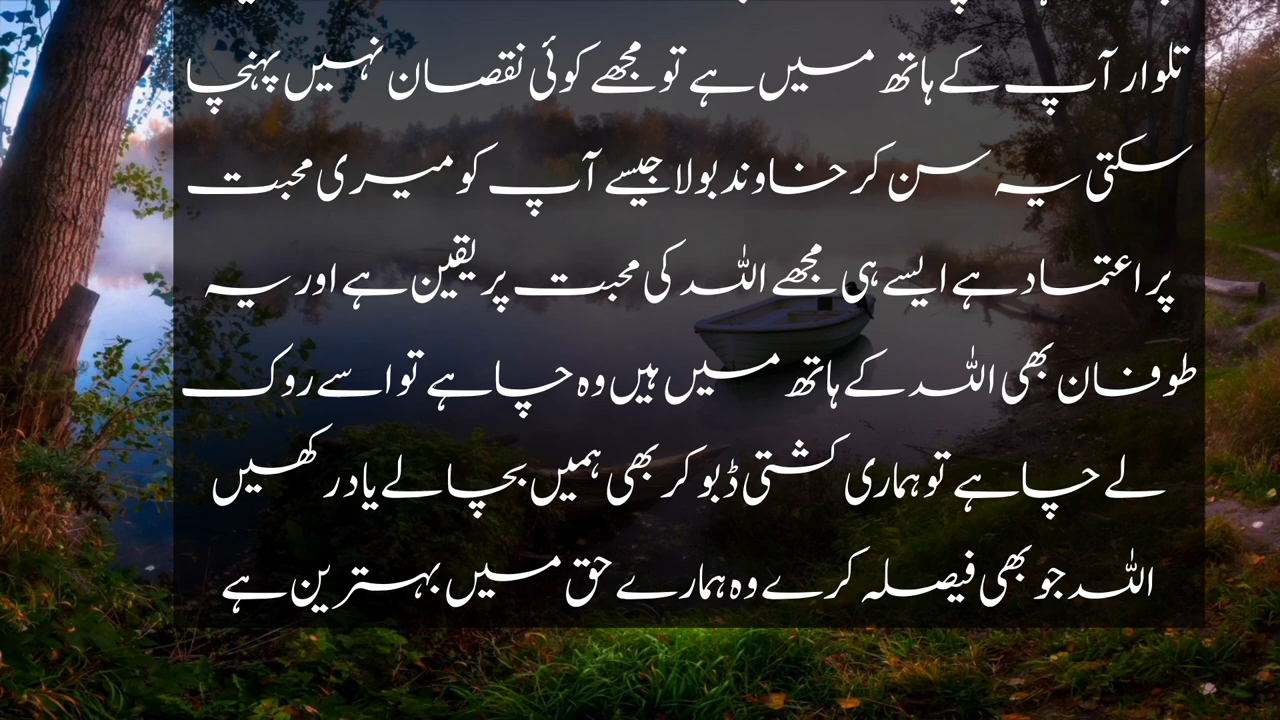 تلوار آپ کے ہاتھ میں ہے تو مجھے کوئی نقصان نہیں پہنچا
سکتی یہ سن کر خاوند بولا جیسے آپ کو میری محبت
پر اعتماد ہے ایسے ہی مجھے اللہ کی محبت پر یقین ہے اور یہ
طوفان بھی اللہ کے ہاتھ میں ہیں وہ چاہے تو اسے روک
لے چاہے تو ہماری کشتی ڈبو کر بھی ہمیں بچا لے یاد رکھیں
اللہ جو بھی فیصلہ کرے وہ ہمارے حق میں بہترین ہے